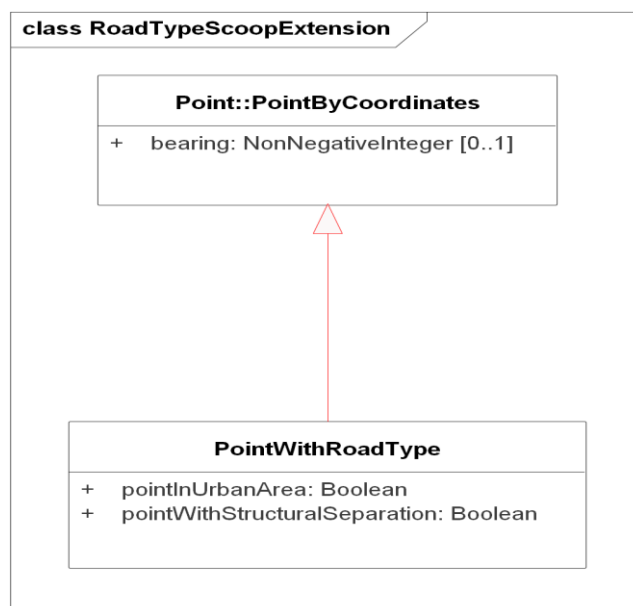 class RoadTypeScoopExtension
Point::PointByCoordinates
+ bearing: NonNegativeInteger [0..1]
PointWithRoadType
+ pointInUrbanArea: Boolean
+ pointWithStructuralSeparation: Boolean